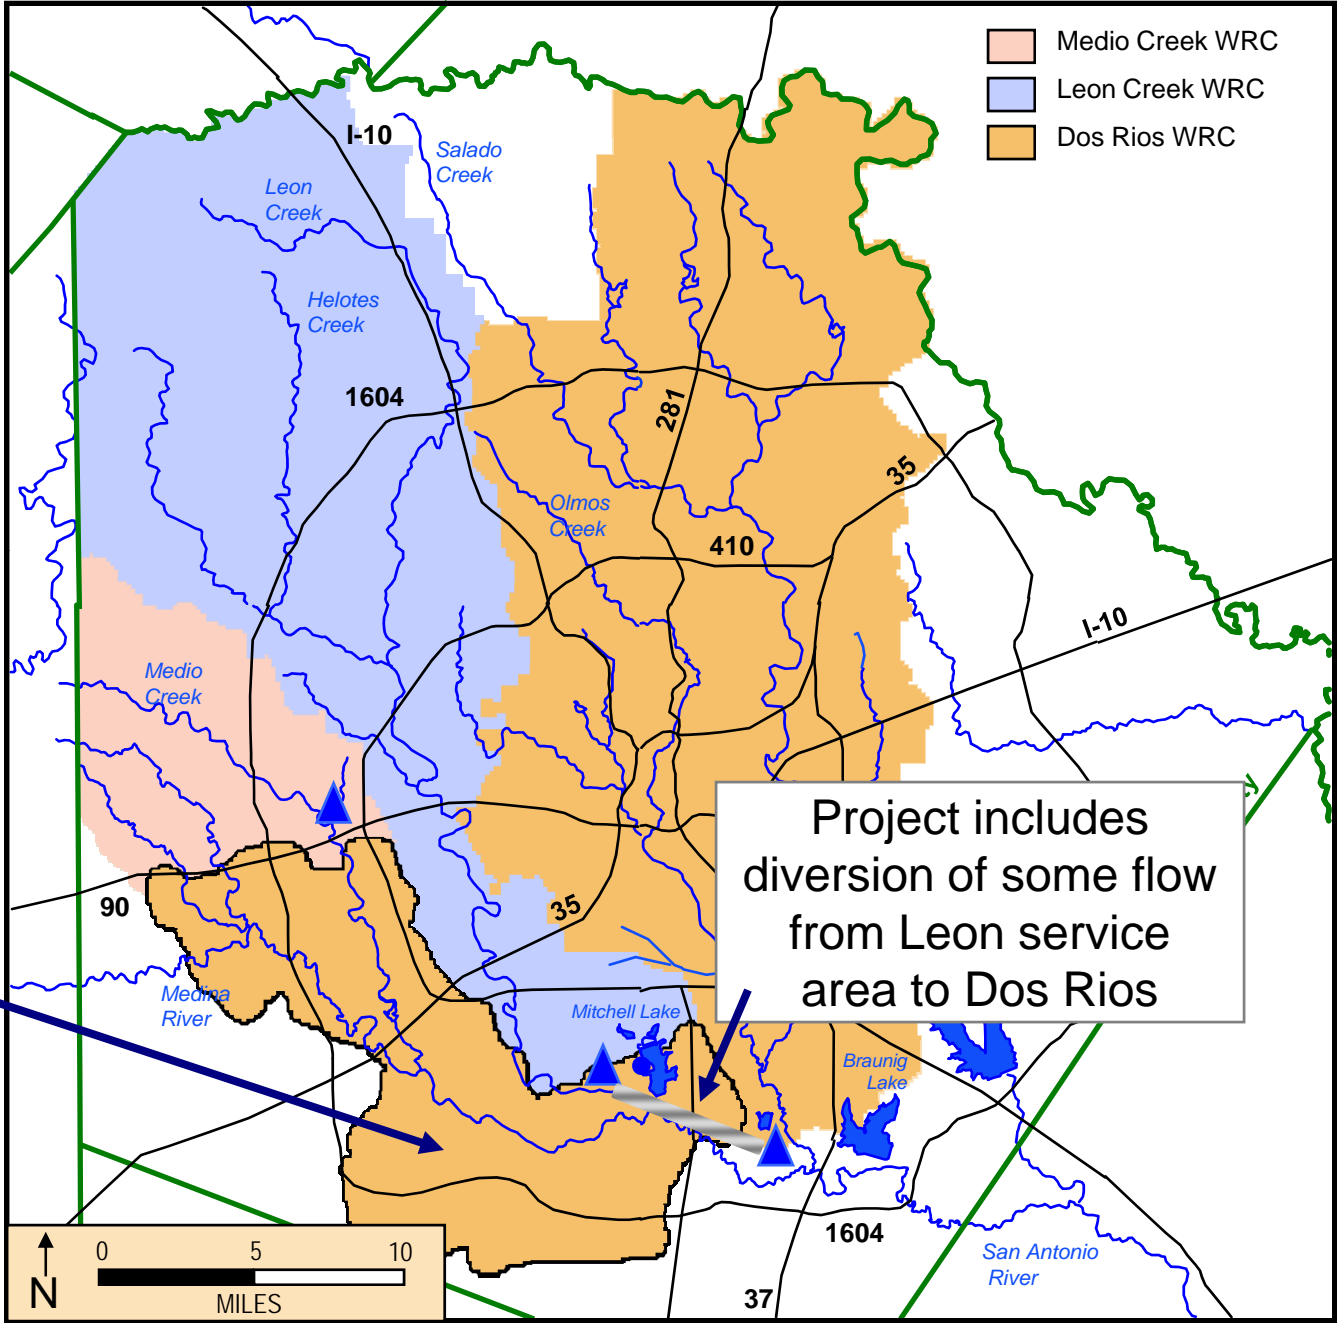 Medio Creek WRC
Leon Creek WRC
Dos Rios WRC
I-10
Salado
Creek
Leon
Creek
Helotes
Creek
1604
281
35
Olmos
Creek
410
I-10
Medio
Creek
90
35
Medina
River
Mitchell Lake
Project includes
diversion of some flow
from Leon service
area to Dos Rios
Braunig
Lake
1604
San Antonio
River
37
N
0 5 10
MILES